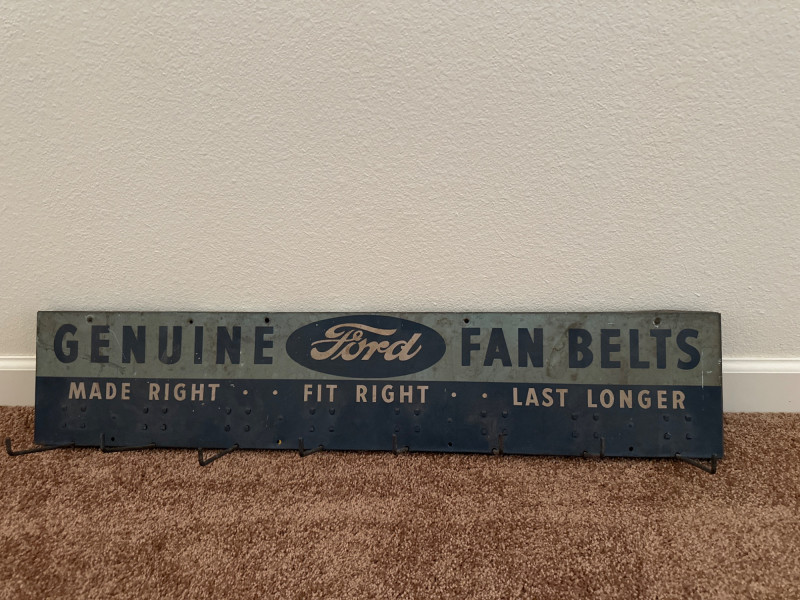 GENUINE Ford FAN BELTS
MADE RIGHT · · FIT RIGHT · · LAST LONGER